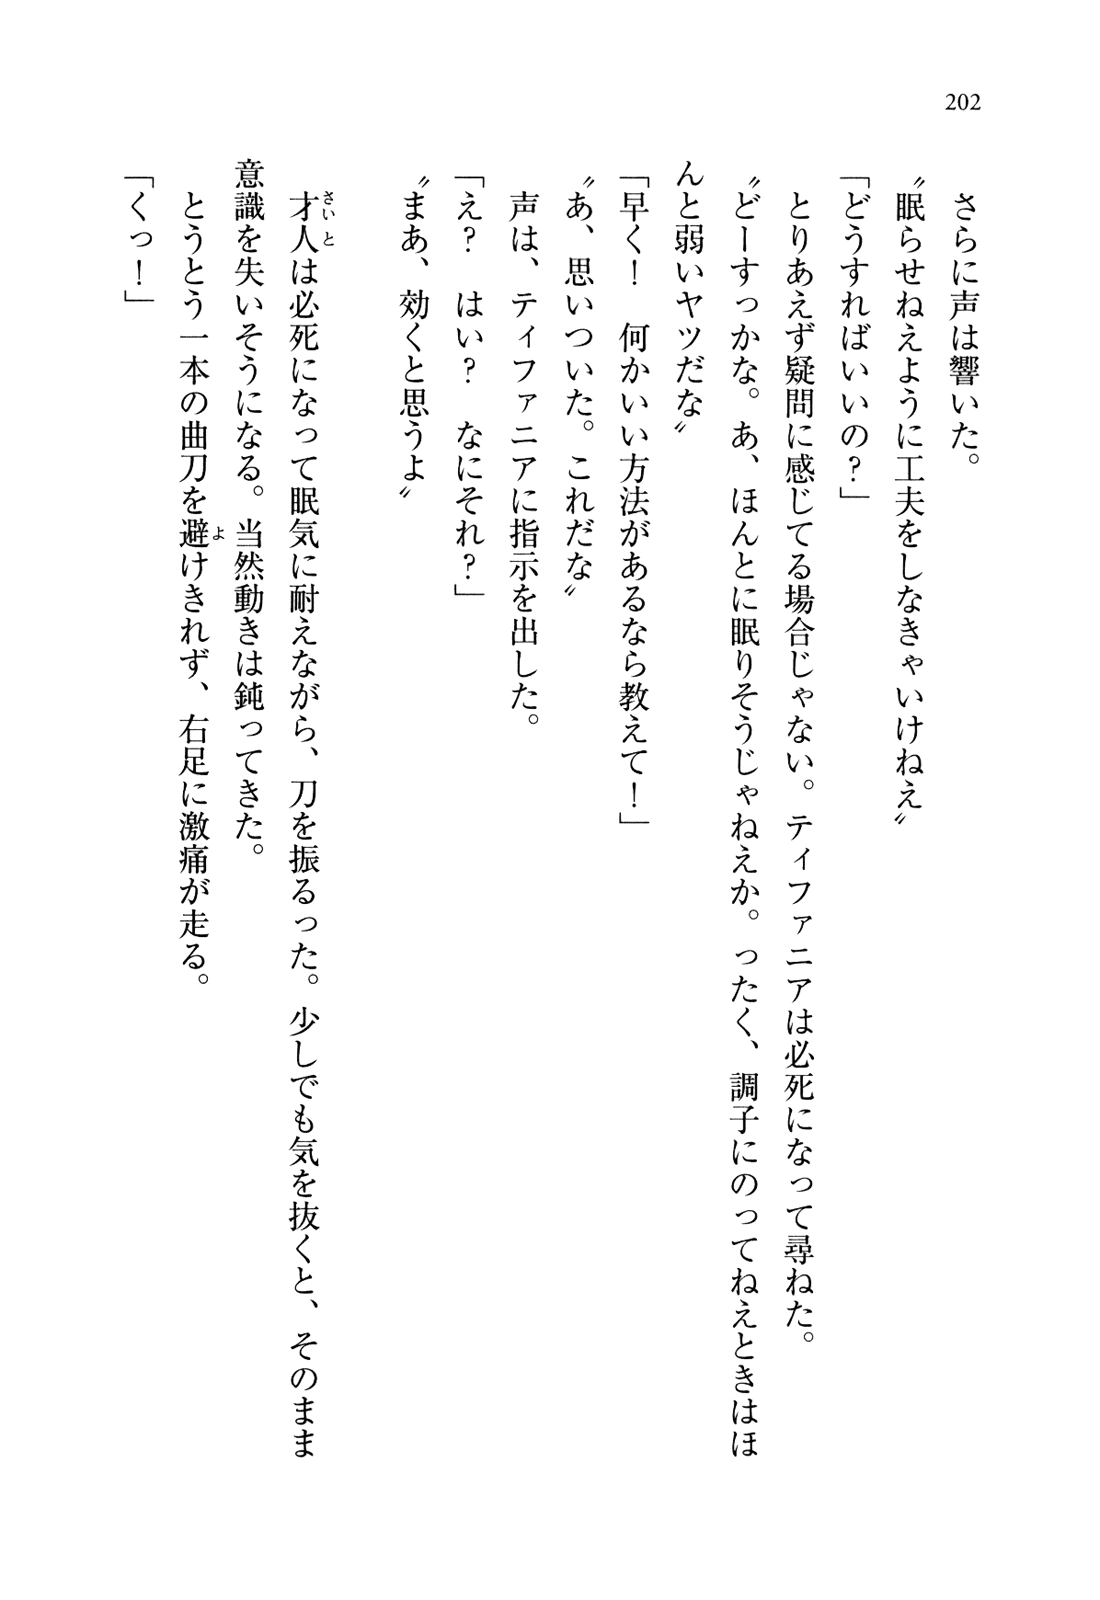 202
さらに声は響いた。
〝眠らせねえように工夫をしなきゃいけねえ〟
「どうすればいいの？」
とりあえず疑問に感じてる場合じゃない。ティファニアは必死になって尋ねた。
〝どーすっかな。あ、ほんとに眠りそうじゃねえか。ったく、調子にのってねえときはほ
んと弱いヤツだな〟
「早く！　何かいい方法があるなら教えて！」
〝あ、思いついた。これだな〟
声は、ティファニアに指示を出した。
「え？　はい？　なにそれ？」
〝まあ、効くと思うよ〟
才人は必死になって眠気に耐えながら、刀を振るった。少しでも気を抜くと、そのまま
さいと
意識を失いそうになる。当然動きは鈍ってきた。
とうとう一本の曲刀を避けきれず、右足に激痛が走る。
よ
「くっ！」